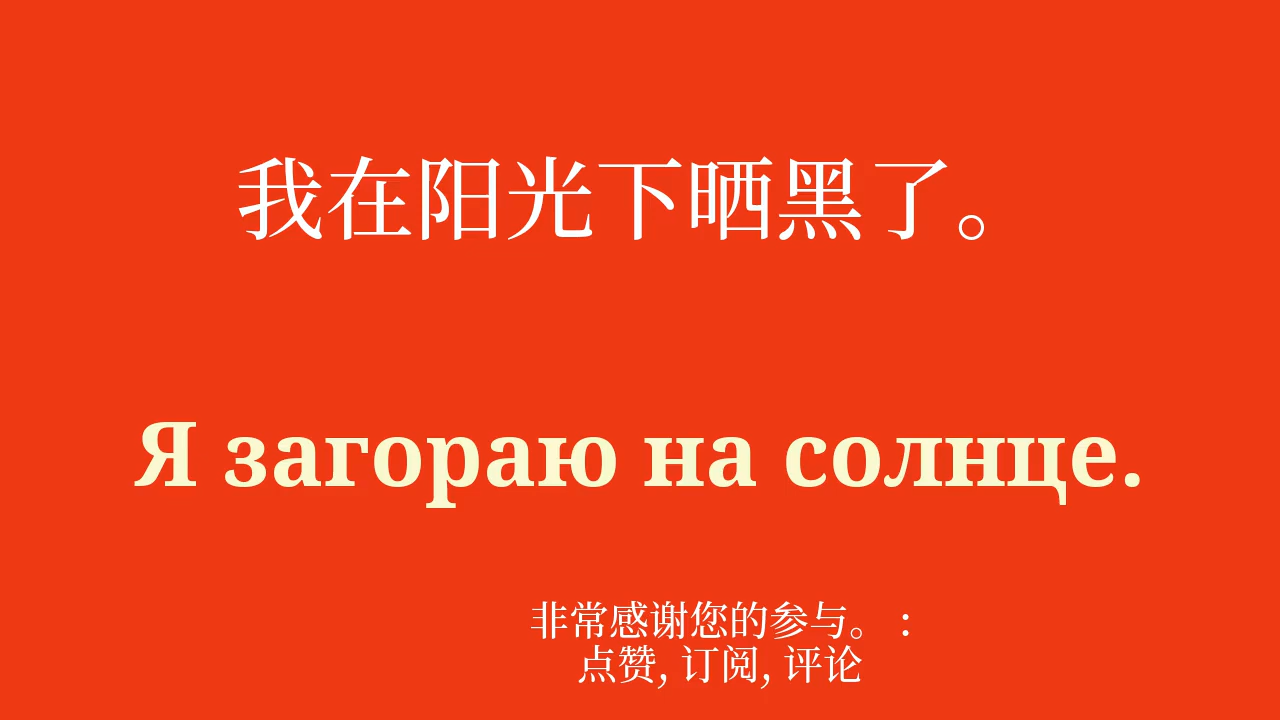 我在阳光下晒黑了。
Я загораю на солнце.
非常感谢您的参与。 :
点赞, 订阅, 评论